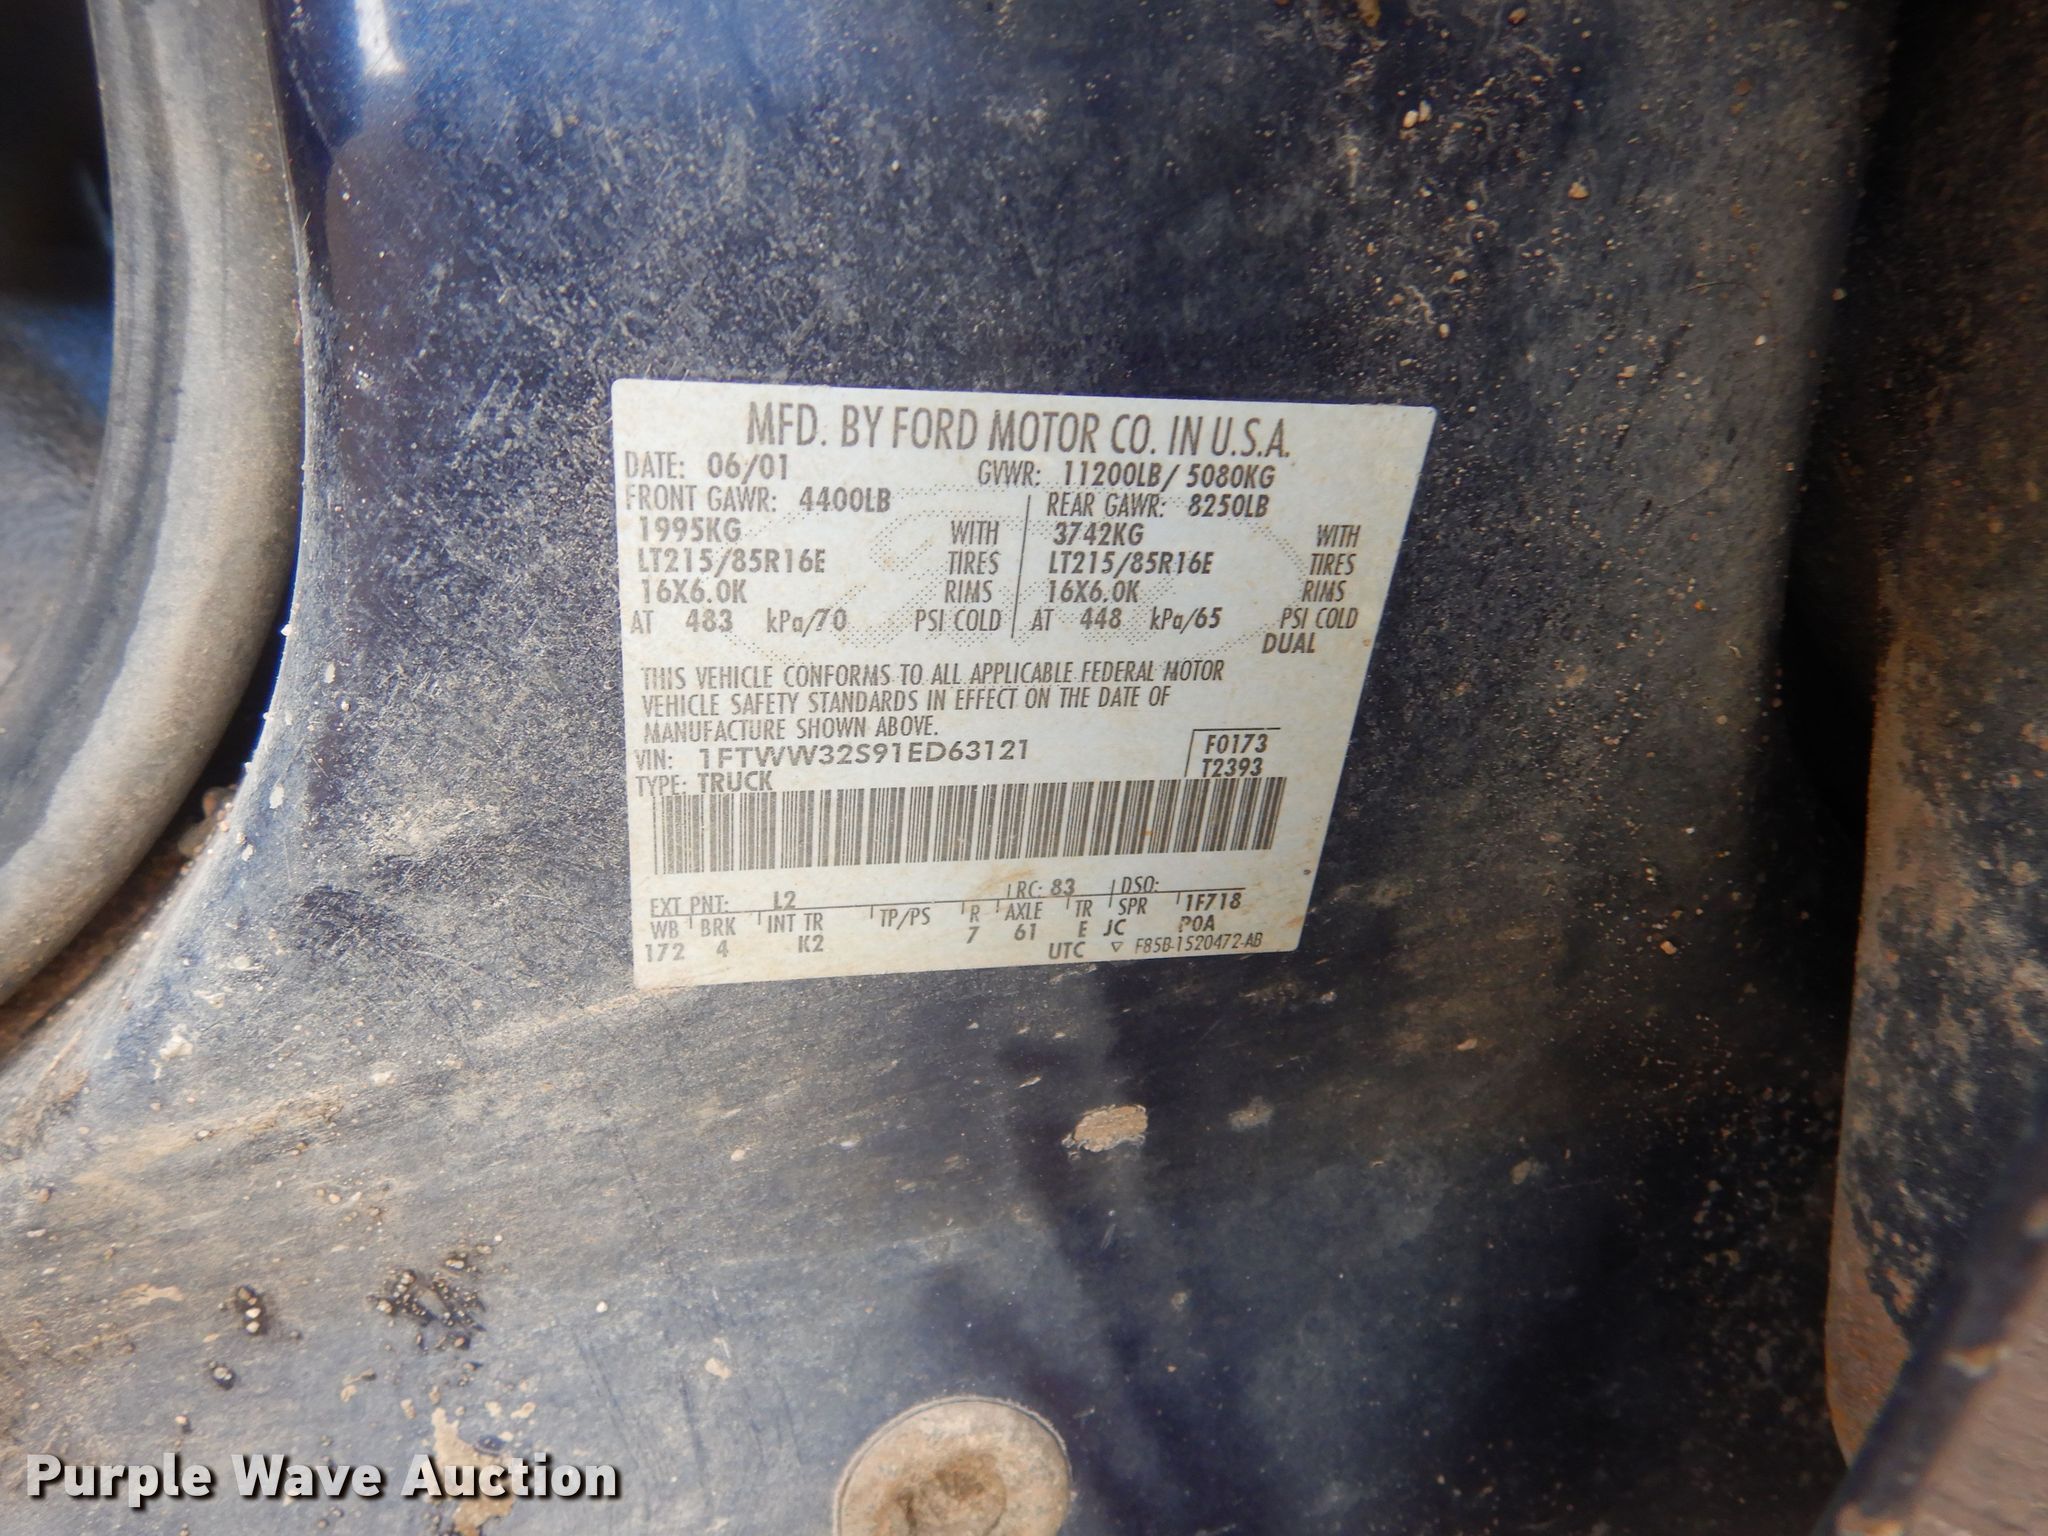 MFD. BY FORD MOTOR CO. IN U.S.A.
DATE: 06/01 GVWR: 11200LB/ 5080KG
FRONT GAWR: 4400LB REAR GAWR: 8250LB
1995KG WITH 3742KG WITH
LT215/85R16E TIRES LT215/85R16E TIRES
16X6.0K RIMS 16X6.0K RIMS
AT 483 kPa/70 PSI COLD AT 448 kPa/65 PSI COLD
DUAL
THIS VEHICLE CONFORMS TO ALL APPLICABLE FEDERAL MOTOR
VEHICLE SAFETY STANDARDS IN EFFECT ON THE DATE OF
MANUFACTURE SHOWN ABOVE.
VIN: 1FTWW32S91ED63121 F0173
TYPE: TRUCK T2393
EXT PNT: L2 RC: 83 DSO:
WB BRK INT TR TP/PS R AXLE TR SPR 1F718
172 4 K2 7 61 E JC POA
UTC ▽ F85B-1520472-AB
Purple Wave Auction